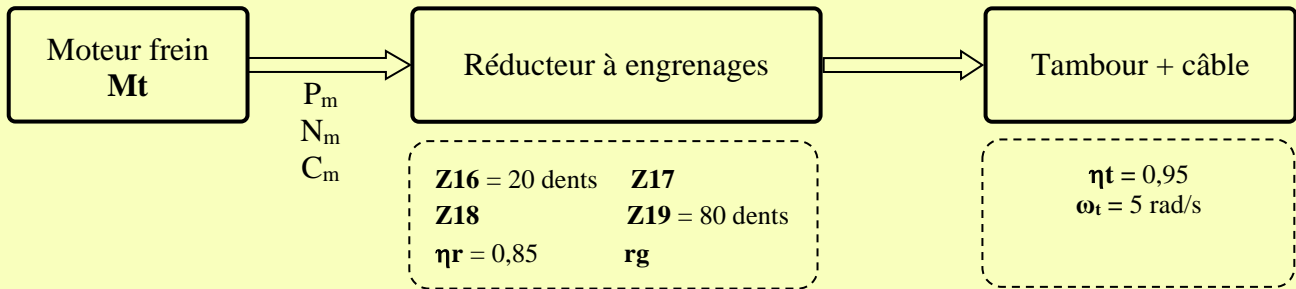 Moteur frein
Mt
Réducteur à engrenages
Tambour + câble
Pm
Nm
Cm
Z16 = 20 dents Z17
Z18 Z19 = 80 dents
ηr = 0,85 rg
ηt = 0,95
ωt = 5 rad/s